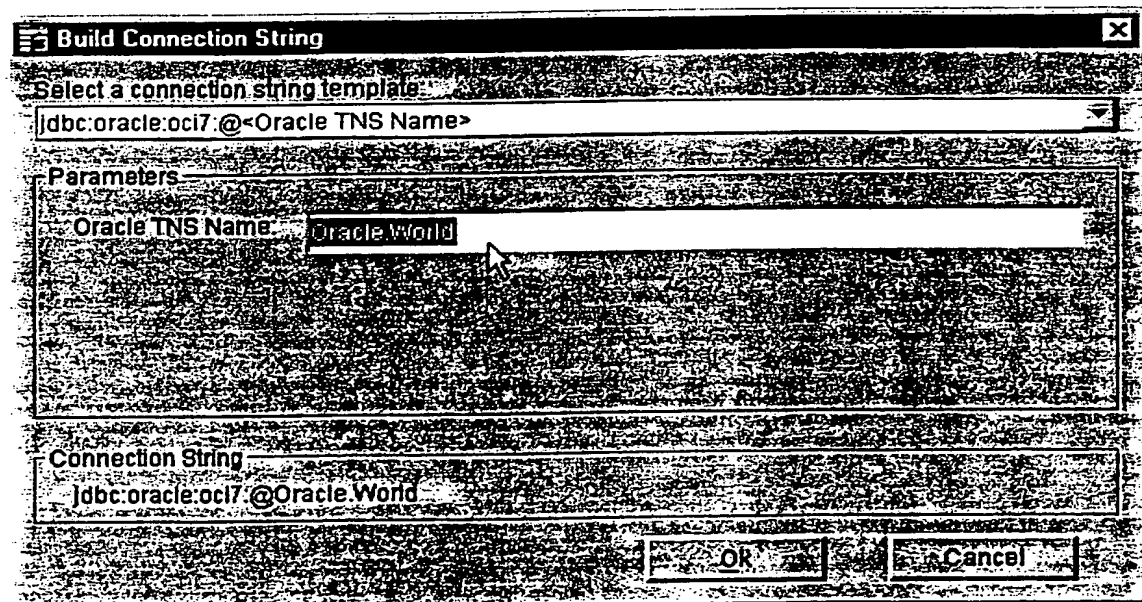 Build Connection String
Select a connection string template:
jdbc:oracle:oci7:@<Oracle TNS Name>
Parameters
Oracle TNS Name: Oracle.World
Connection String
jdbc:oracle:oci7:@Oracle.World
Ok Cancel